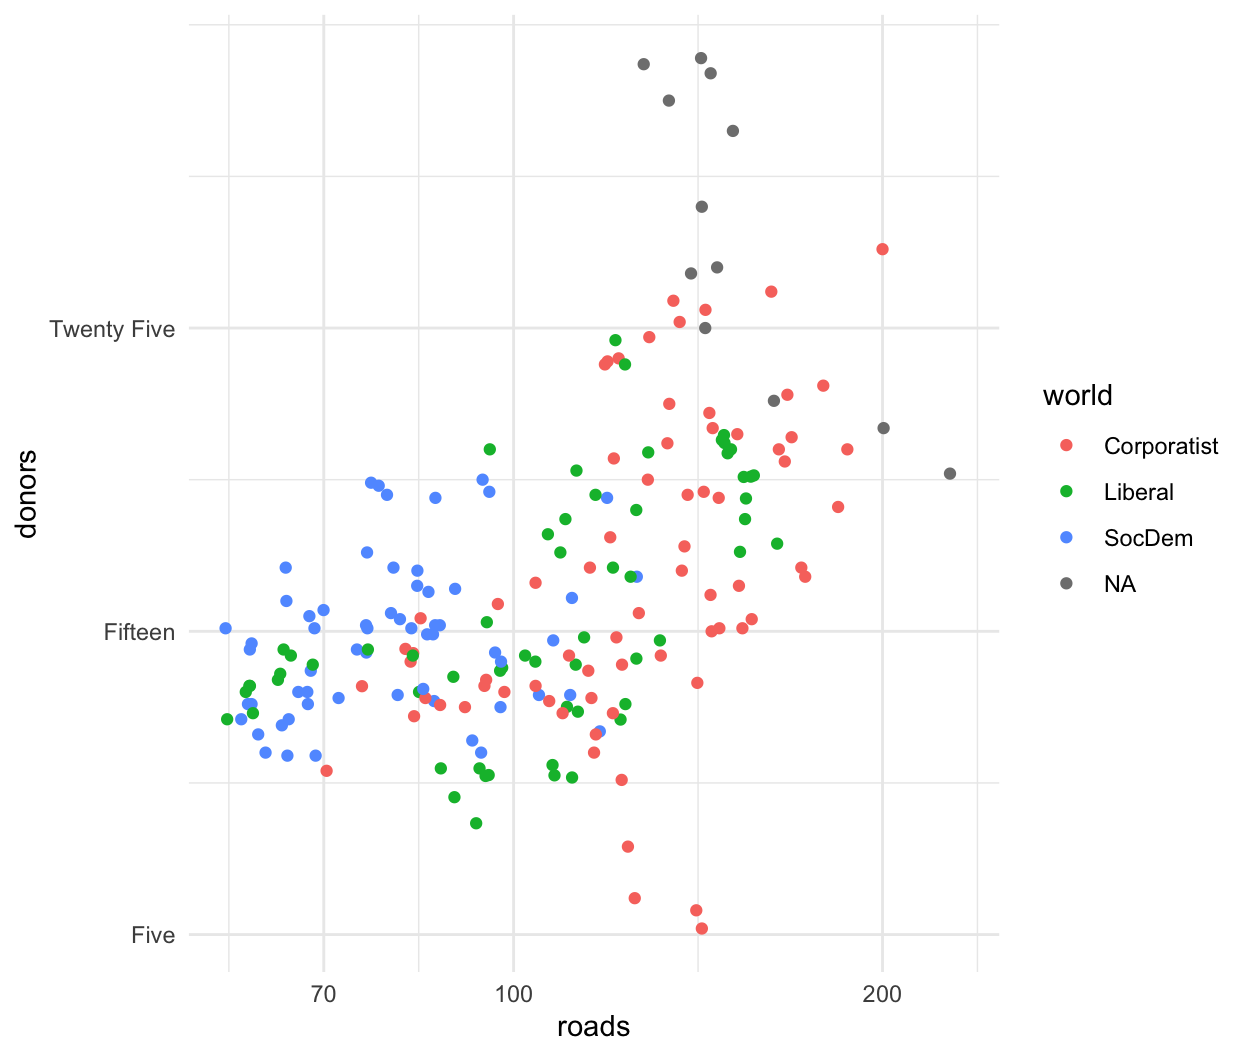 Twenty Five
Fifteen
Five
donors
70 100 200
roads
world
Corporatist
Liberal
SocDem
NA